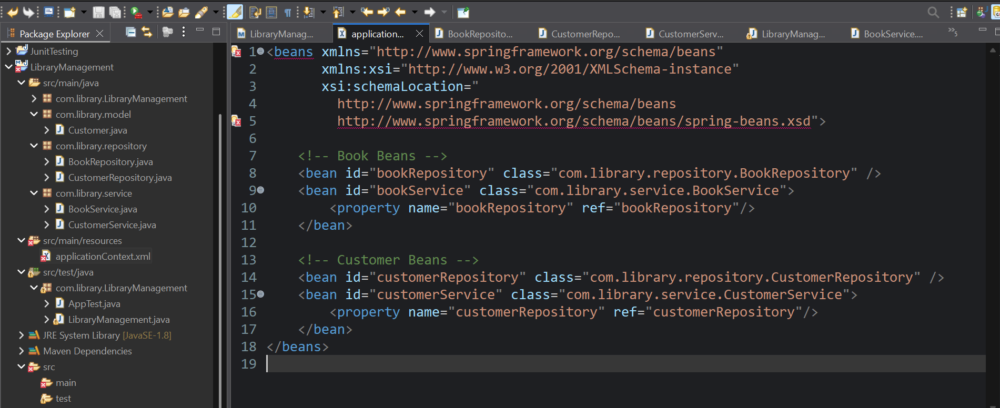 Package Explorer
JunitTesting
LibraryManagement
src/main/java
com.library.LibraryManagement
com.library.model
Customer.java
com.library.repository
BookRepository.java
CustomerRepository.java
com.library.service
BookService.java
CustomerService.java
src/main/resources
applicationContext.xml
src/test/java
com.library.LibraryManagement
AppTest.java
LibraryManagement.java
JRE System Library [JavaSE-1.8]
Maven Dependencies
src
main
test
LibraryManag... application... BookReposito... CustomerRepo... CustomerServ... LibraryManag... BookService.... »5
1 <beans xmlns="http://www.springframework.org/schema/beans"
2 xmlns:xsi="http://www.w3.org/2001/XMLSchema-instance"
3 xsi:schemaLocation="
4 http://www.springframework.org/schema/beans
5 http://www.springframework.org/schema/beans/spring-beans.xsd">
6
7 <!-- Book Beans -->
8 <bean id="bookRepository" class="com.library.repository.BookRepository" />
9 <bean id="bookService" class="com.library.service.BookService">
10 <property name="bookRepository" ref="bookRepository"/>
11 </bean>
12
13 <!-- Customer Beans -->
14 <bean id="customerRepository" class="com.library.repository.CustomerRepository" />
15 <bean id="customerService" class="com.library.service.CustomerService">
16 <property name="customerRepository" ref="customerRepository"/>
17 </bean>
18 </beans>
19